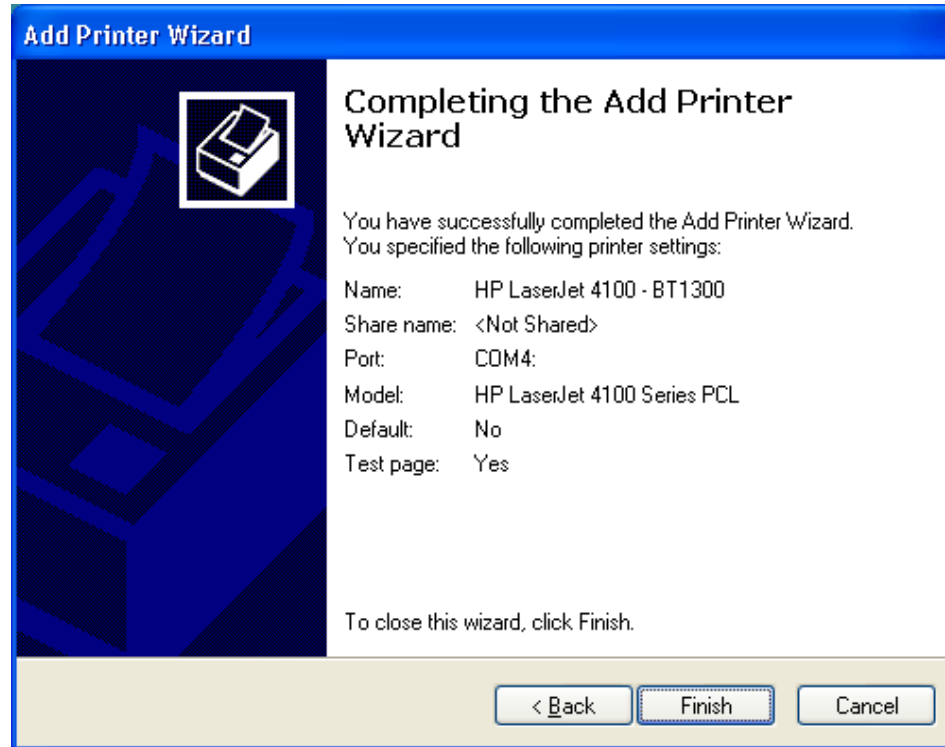 Add Printer Wizard
Completing the Add Printer
Wizard
You have successfully completed the Add Printer Wizard.
You specified the following printer settings:
Name: HP LaserJet 4100 - BT1300
Share name: <Not Shared>
Port: COM4:
Model: HP LaserJet 4100 Series PCL
Default: No
Test page: Yes
To close this wizard, click Finish.
< Back Finish Cancel